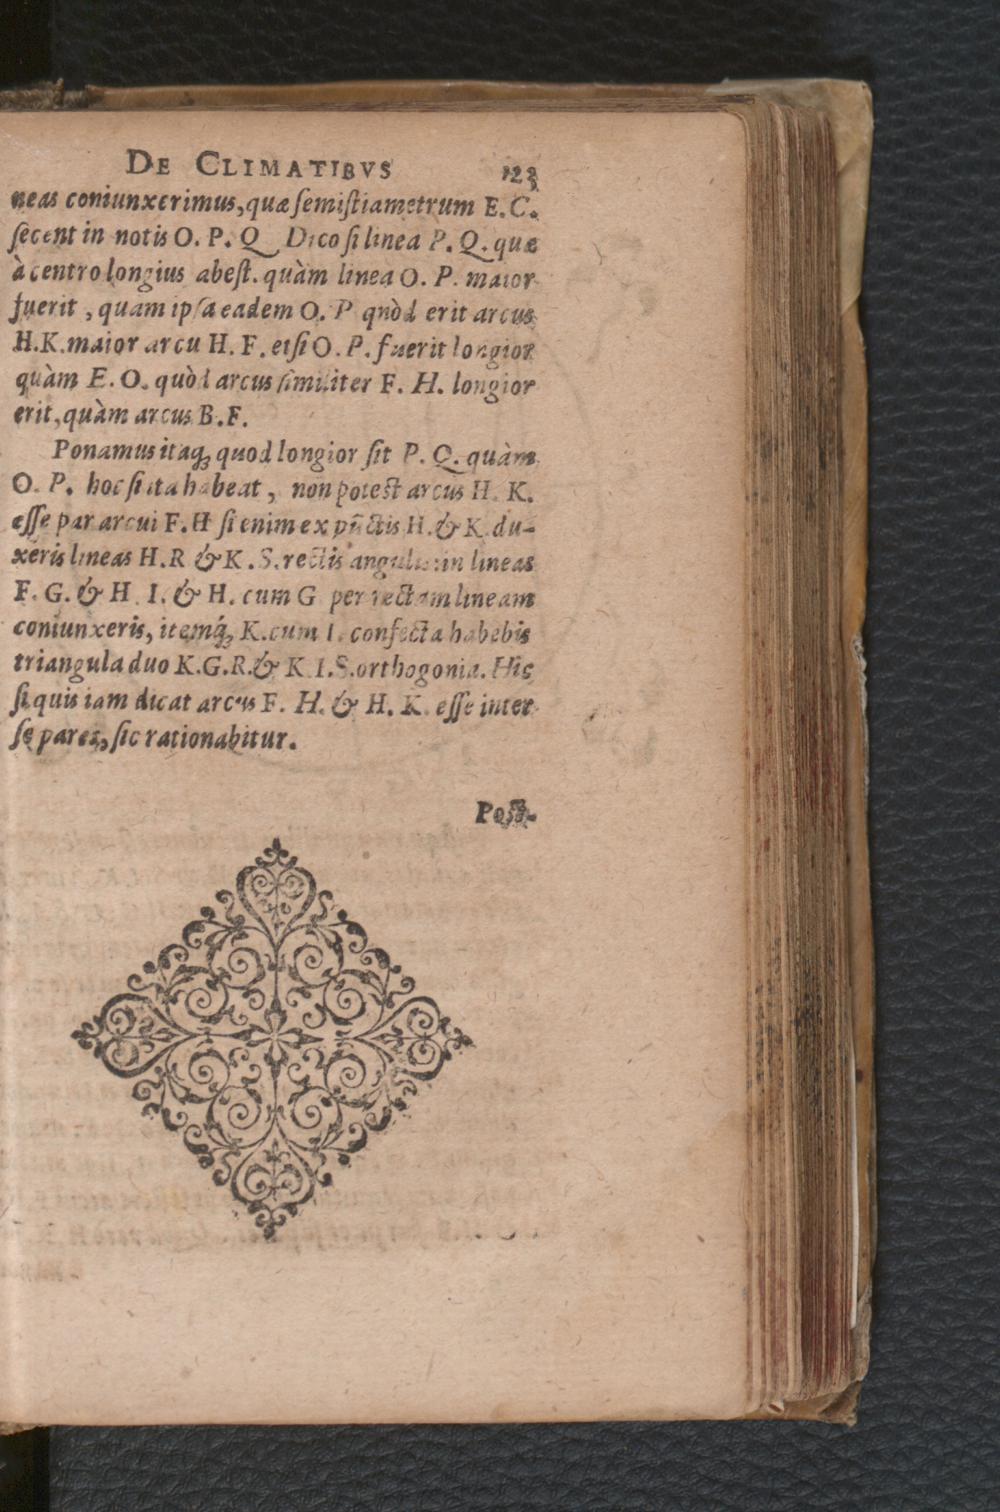 DE CLIMATIBVS 123
neas coniunxerimus, quæ semiſtiametrum E. C.
ſecent in notis O. P. Q Dico ſi linea P. Q. quæ
à centro longius abeſt. quàm linea O. P. maior
fuerit, quam ipſa eadem O. P quòd erit arcus
H.K. maior arcu H. F. etſi O. P. fuerit longior
quàm E. O. quòd arcus ſimiliter F. H. longior
erit, quàm arcus B. F.
Ponamus itaqꝫ quod longior ſit P. Q. quàm
O. P. hoc ſi ita habeat, non poteſt arcus H. K.
eſſe par arcui F. H ſi enim ex pũctis H. & K. du-
xeris lineas H. R & K. S. rectis angulis in lineas
F. G. & H I. & H. cum G per rectam lineam
coniunxeris, itemqꝫ́ K. cum I. confecta habebis
triangula duo K.G.R. & K I.S. orthogonia. Hic
ſi quis iam dicat arcus F. H. & H. K. eſſe inter
ſe pares, ſic rationabitur.
Poſt-